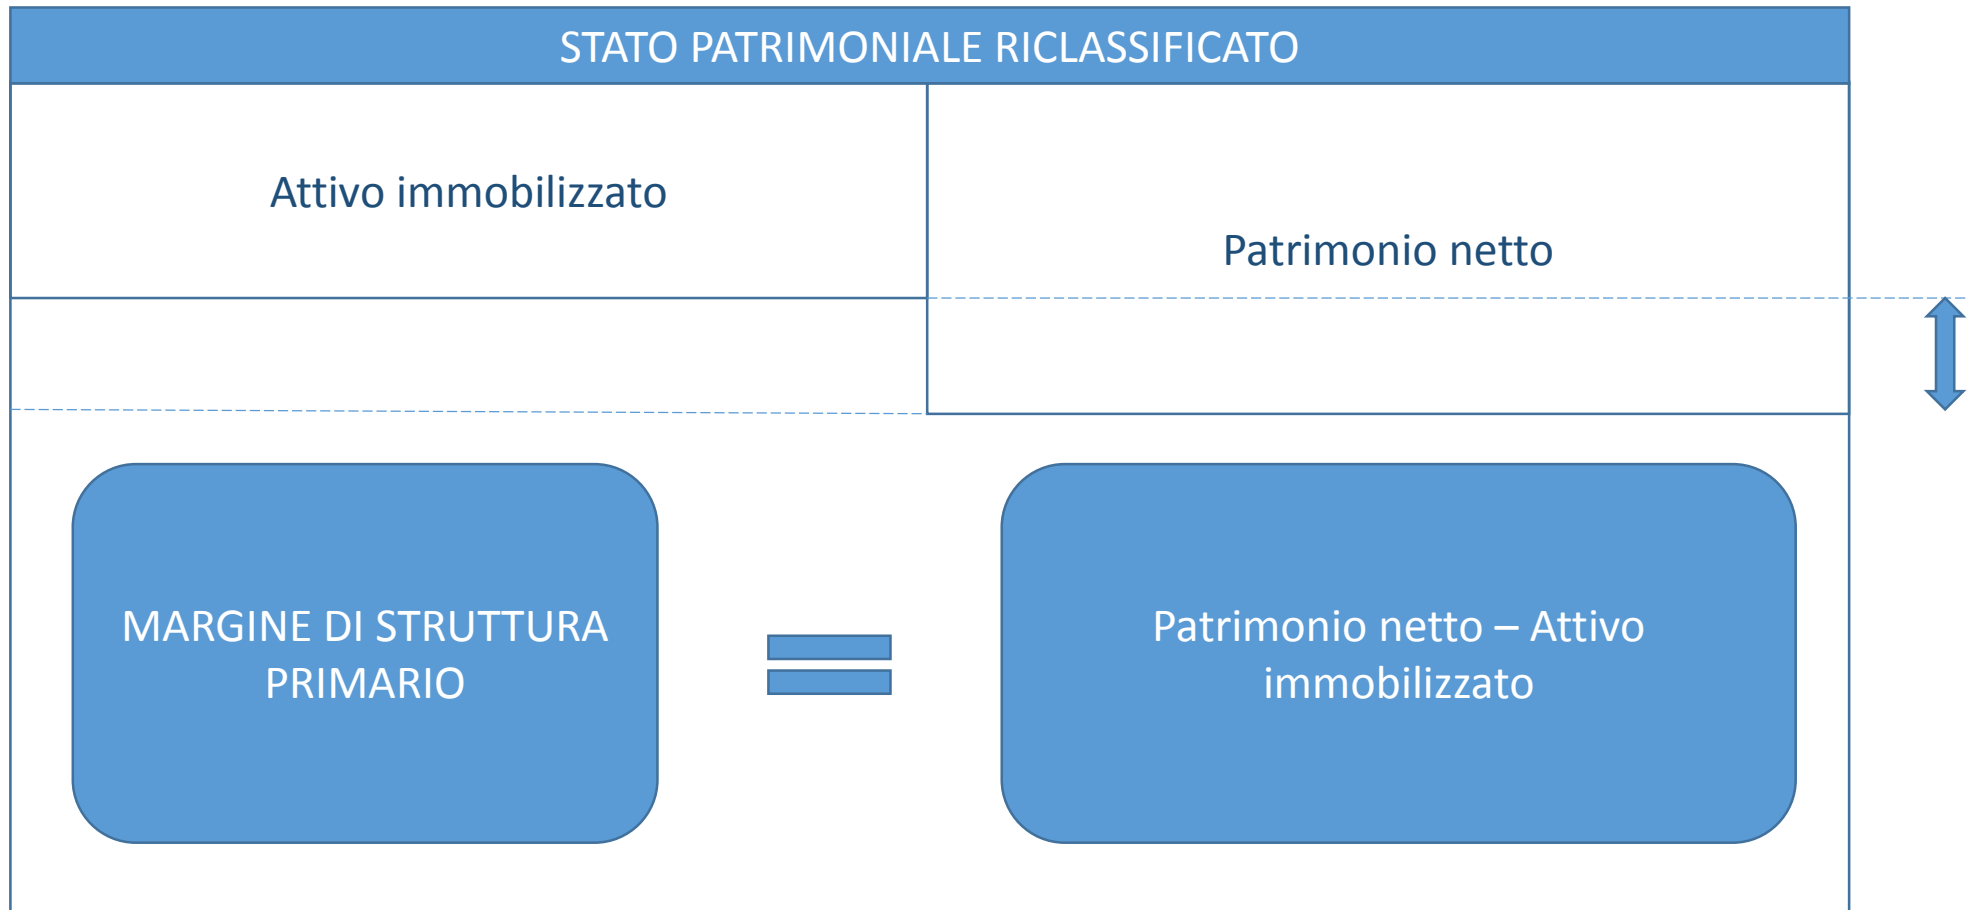 STATO PATRIMONIALE RICLASSIFICATO
Attivo immobilizzato
Patrimonio netto
MARGINE DI STRUTTURA
PRIMARIO
Patrimonio netto – Attivo
immobilizzato